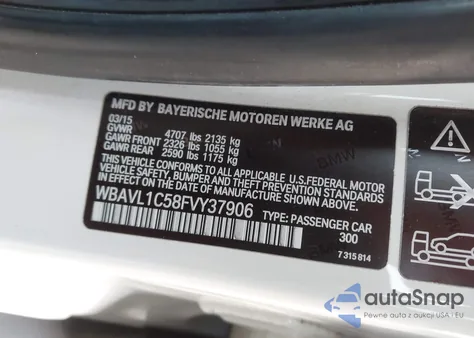 MFD BY BAYERISCHE MOTOREN WERKE AG
03/15
GVWR 4707 lbs 2135 kg
GAWR FRONT 2326 lbs 1055 kg
GAWR REAR 2590 lbs 1175 kg
THIS VEHICLE CONFORMS TO ALL APPLICABLE U.S.FEDERAL MOTOR
VEHICLE SAFETY, BUMPER AND THEFT PREVENTION STANDARDS IN
EFFECT ON THE DATE OF MANUFACTURE SHOWN ABOVE.
WBAVL1C58FVY37906 TYPE: PASSENGER CAR
300
7 315 814
autoSnap
Pewne auta z aukcji USA i EU